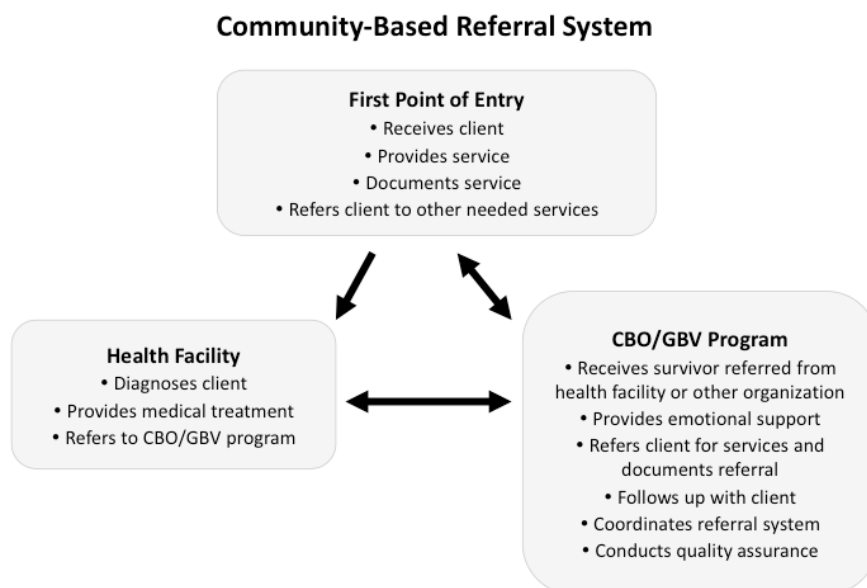 Community-Based Referral System
First Point of Entry
• Receives client
• Provides service
• Documents service
• Refers client to other needed services
Health Facility
• Diagnoses client
• Provides medical treatment
• Refers to CBO/GBV program
CBO/GBV Program
• Receives survivor referred from
health facility or other organization
• Provides emotional support
• Refers client for services and
documents referral
• Follows up with client
• Coordinates referral system
• Conducts quality assurance